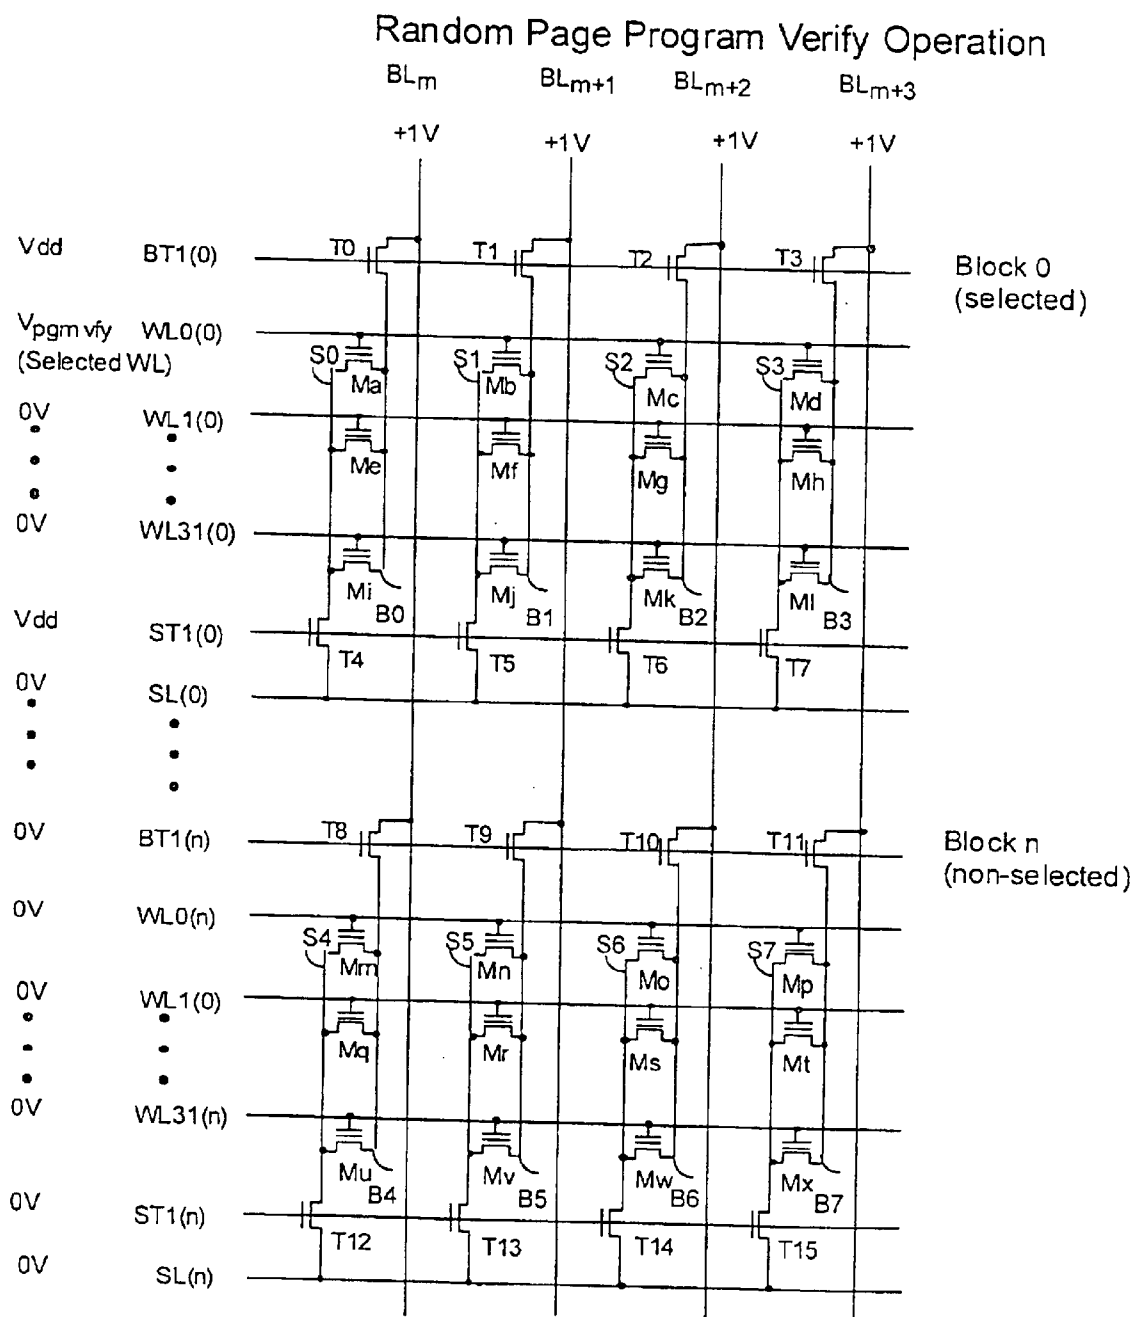 Random Page Program Verify Operation
BLm BLm+1 BLm+2 BLm+3
+1V +1V +1V +1V
Vdd BT1(0) T0 T1 T2 T3 Block 0
(selected)
Vpgmvfy WL0(0)
(Selected WL) S0 S1 S2 S3
Ma Mb Mc Md
0V WL1(0)
Me Mf Mg Mh
0V WL31(0)
Mi Mj Mk Ml
B0 B1 B2 B3
Vdd ST1(0)
T4 T5 T6 T7
0V SL(0)
0V BT1(n) T8 T9 T10 T11 Block n
(non-selected)
0V WL0(n)
S4 S5 S6 S7
Mm Mn Mo Mp
0V WL1(0)
Mq Mr Ms Mt
0V WL31(n)
Mu Mv Mw Mx
B4 B5 B6 B7
0V ST1(n)
T12 T13 T14 T15
0V SL(n)